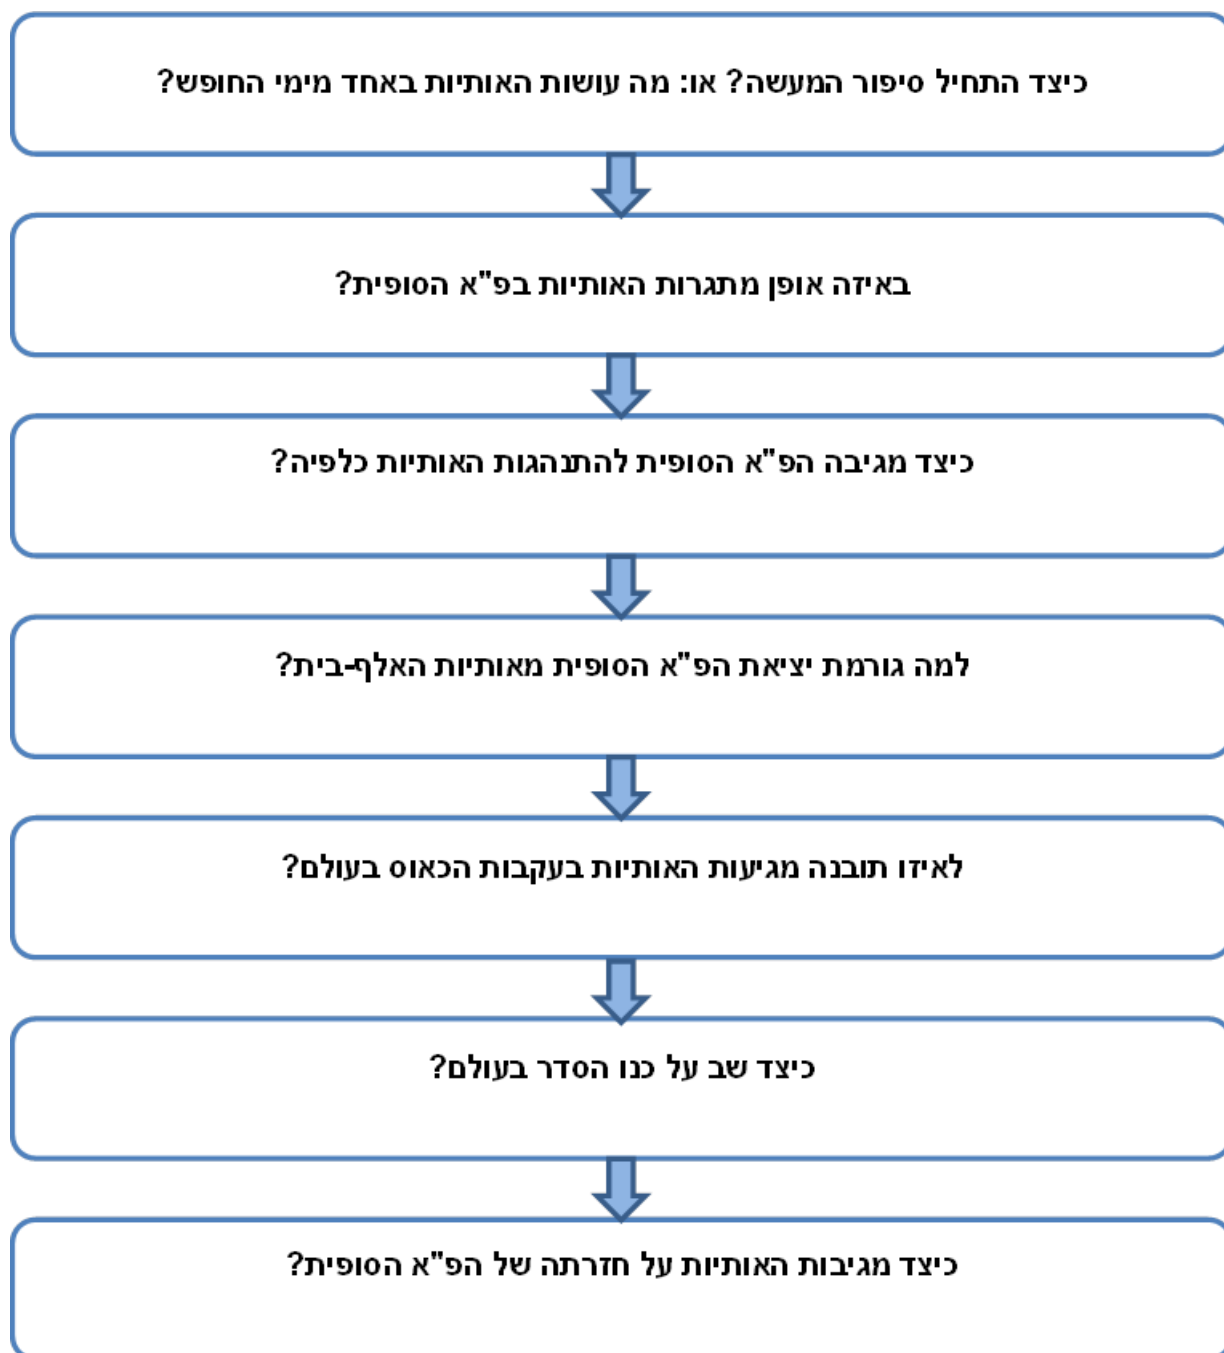 כיצד התחיל סיפור המעשה? או: מה עושות האותיות באחד מימי החופש?
באיזה אופן מתגרות האותיות בפ"א הסופית?
כיצד מגיבה הפ"א הסופית להתנהגות האותיות כלפיה?
למה גורמת יציאת הפ"א הסופית מאותיות האלף-בית?
לאיזו תובנה מגיעות האותיות בעקבות הכאוס בעולם?
כיצד שב על כנו הסדר בעולם?
כיצד מגיבות האותיות על חזרתה של הפ"א הסופית?